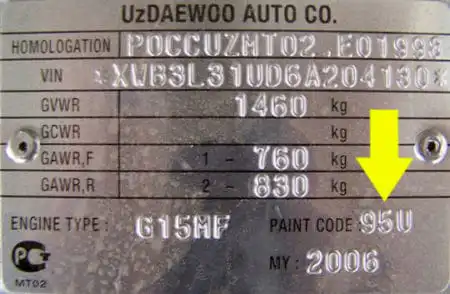 UzDAEWOO AUTO CO.
HOMOLOGATION POCCUZMT02.E01998
VIN *XWB3L31UD6A204130*
GVWR 1460 kg
GCWR kg
GAWR,F 1 - 760 kg
GAWR,R 2 - 830 kg
ENGINE TYPE : G15MF PAINT CODE : 95U
MY : 2006
MT02